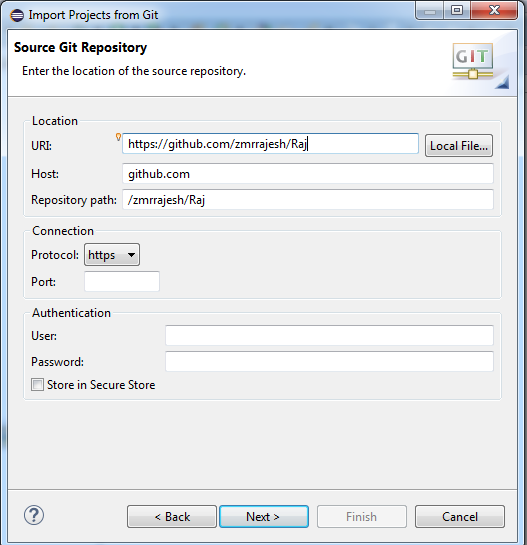 Import Projects from Git
Source Git Repository
Enter the location of the source repository.
GIT
Location
URI: https://github.com/zmrrajesh/Raj Local File...
Host: github.com
Repository path: /zmrrajesh/Raj
Connection
Protocol: https
Port:
Authentication
User:
Password:
Store in Secure Store
? < Back Next > Finish Cancel